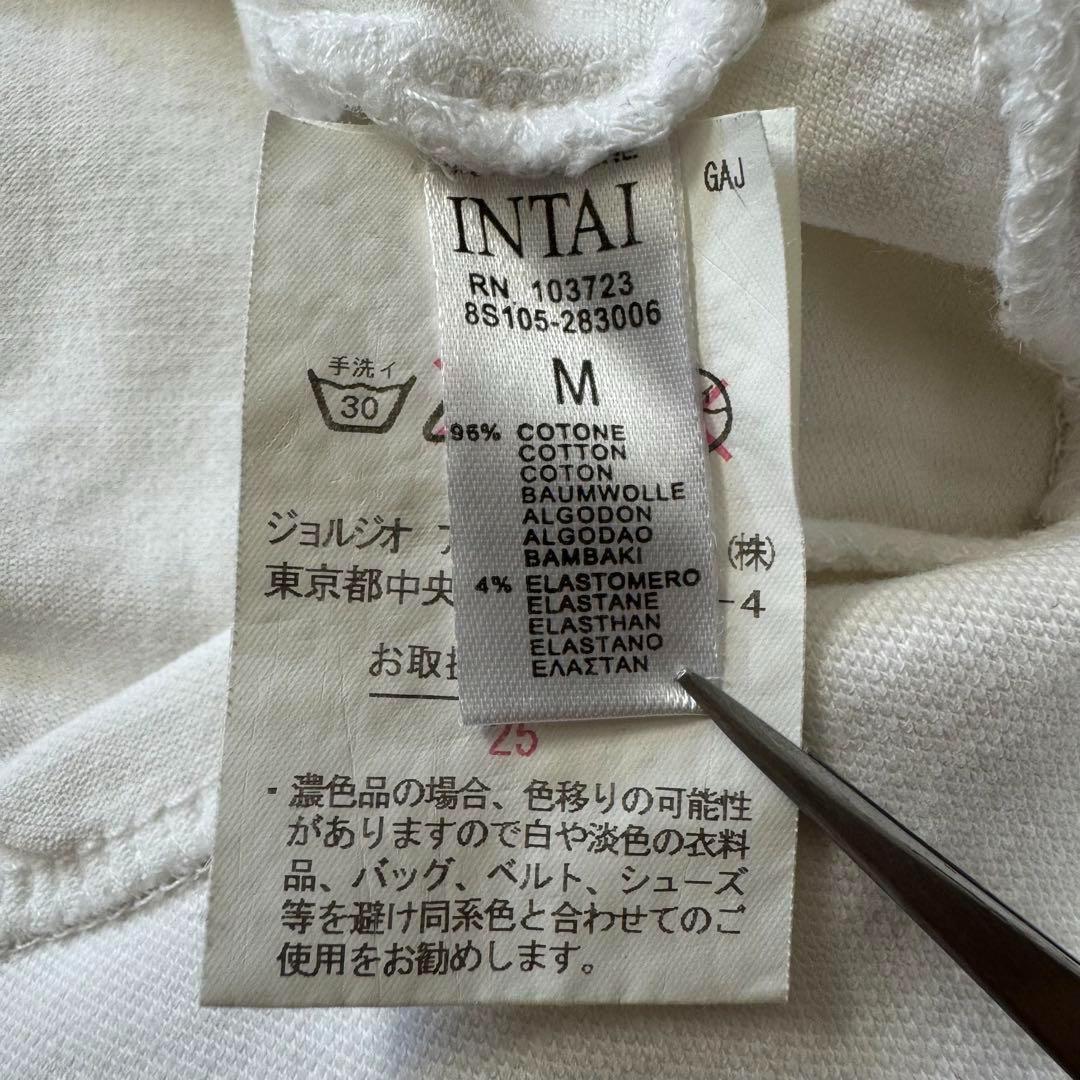 INTAI
GAJ
RN 103723
8S105-283006
M
手洗イ
30
96% COTONE
COTTON
COTON
BAUMWOLLE
ALGODON
ALGODAO
BAMBAKI
4% ELASTOMERO
ELASTANE
ELASTHAN
ELASTANO
ΕΛΑΣΤΑΝ
ジョルジオ
(株)
東京都中央
-4
お取扱
25
・濃色品の場合、色移りの可能性
がありますので白や淡色の衣料
品、バッグ、ベルト、シューズ
等を避け同系色と合わせてのご
使用をお勧めします。